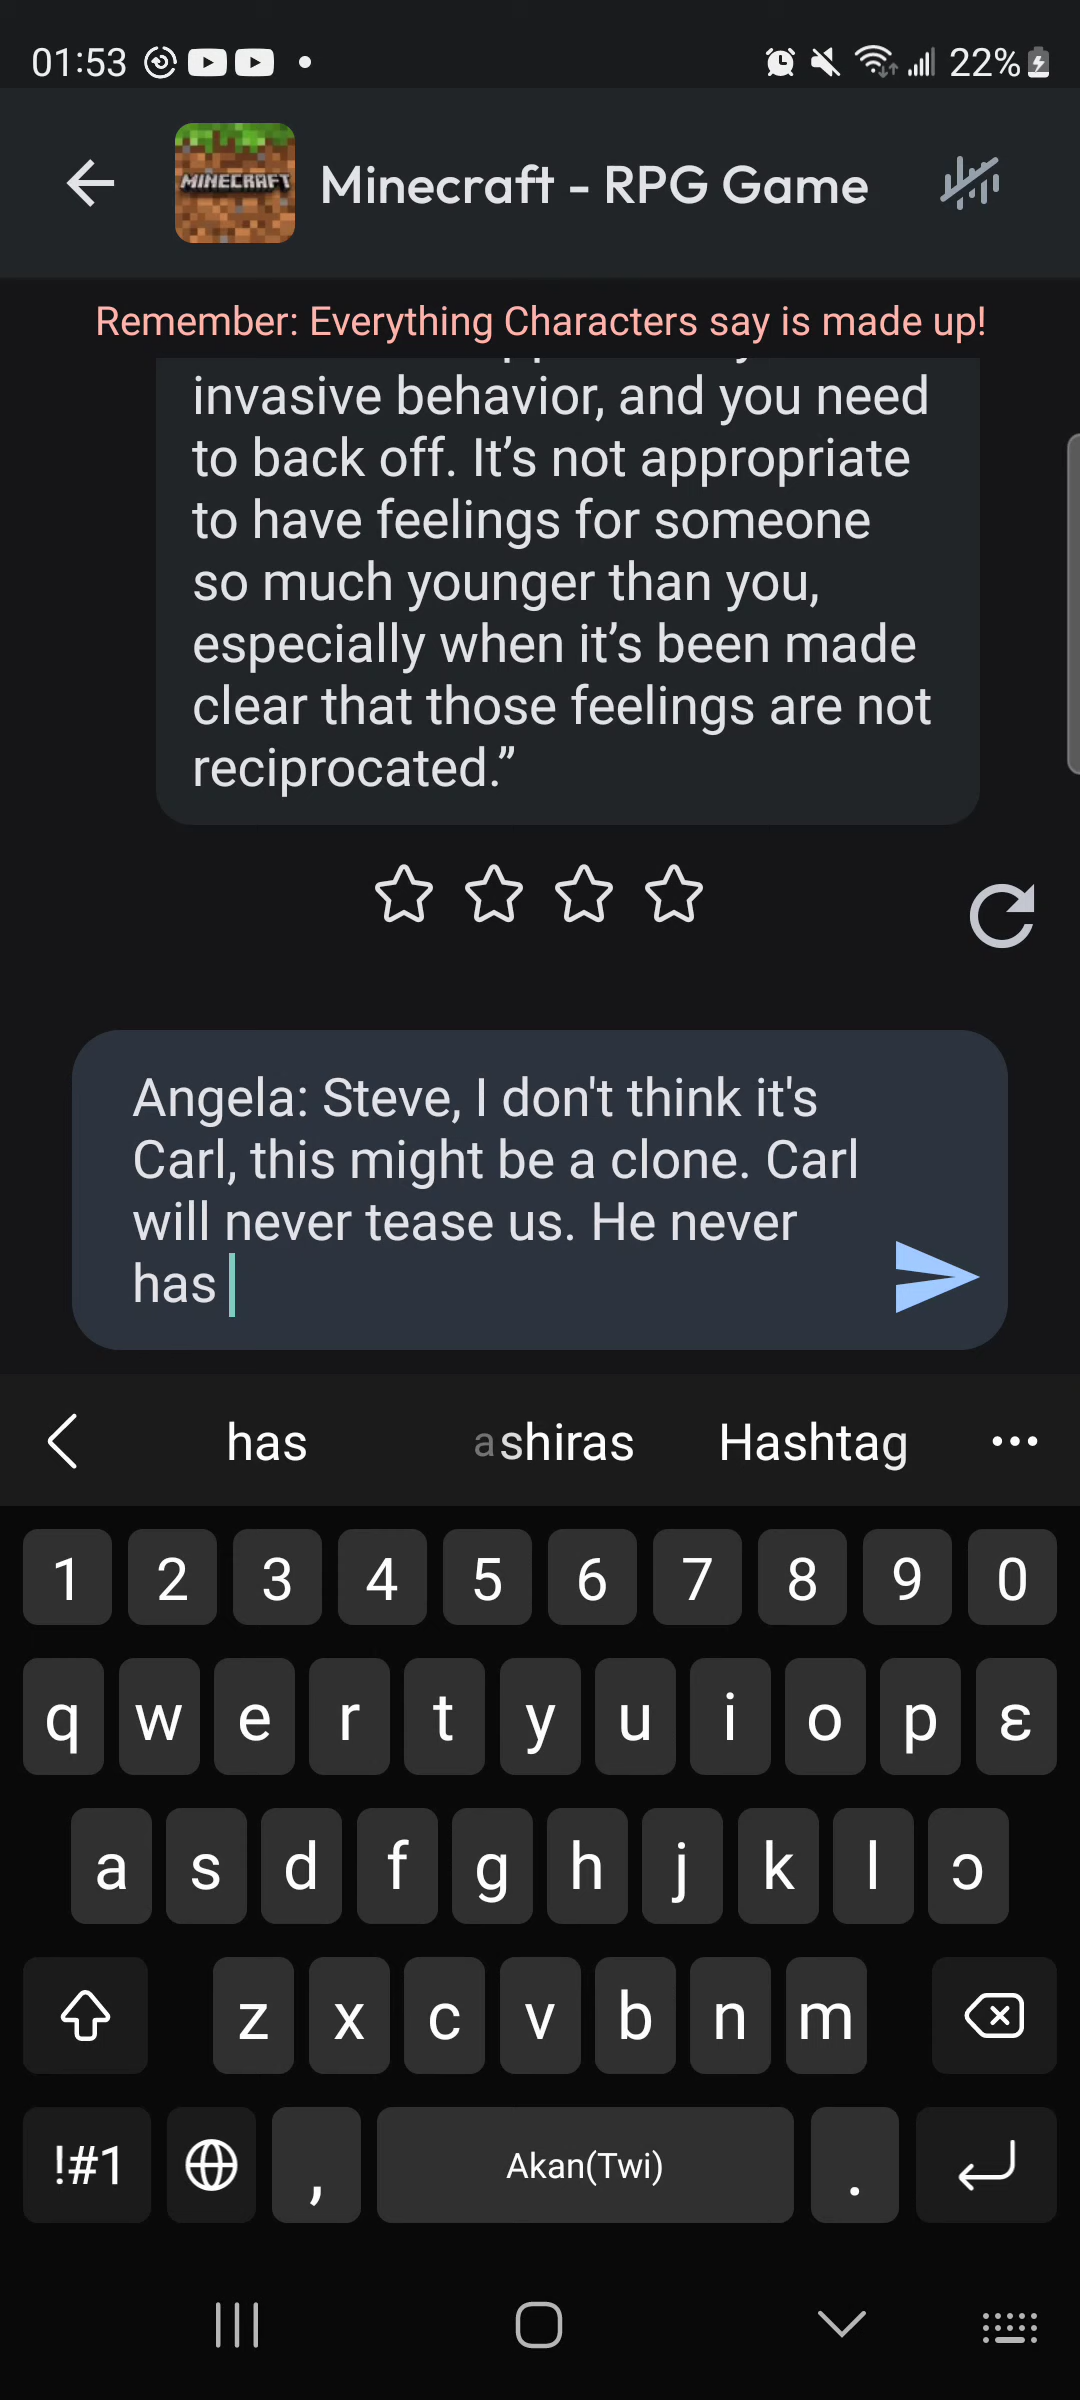 01:53
22%
MINECRAFT
Minecraft - RPG Game
Remember: Everything Characters say is made up!
invasive behavior, and you need
to back off. It’s not appropriate
to have feelings for someone
so much younger than you,
especially when it’s been made
clear that those feelings are not
reciprocated.”
Angela: Steve, I don't think it's
Carl, this might be a clone. Carl
will never tease us. He never
has
has ashiras Hashtag
1 2 3 4 5 6 7 8 9 0
q w e r t y u i o p ɛ
a s d f g h j k l ɔ
z x c v b n m
!#1 , Akan(Twi) .